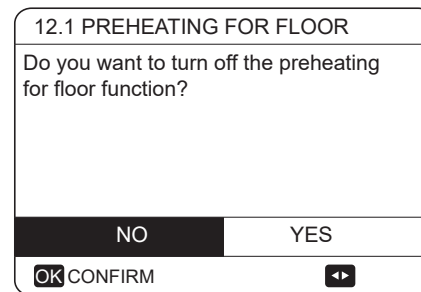 12.1 PREHEATING FOR FLOOR
Do you want to turn off the preheating
for floor function?
NO YES
OK CONFIRM